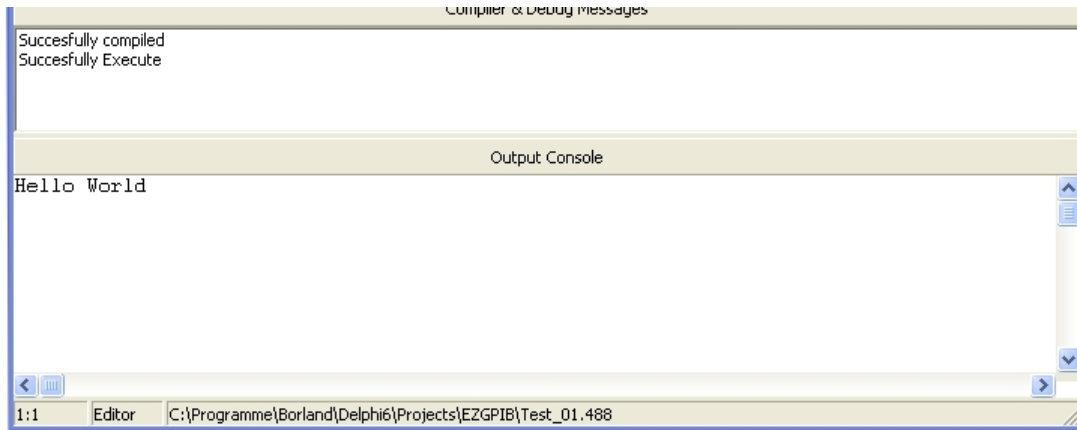 Compiler & Debug Messages
Succesfully compiled
Succesfully Execute
Output Console
Hello World
1:1 Editor C:\Programme\Borland\Delphi6\Projects\EZGPIB\Test_01.488